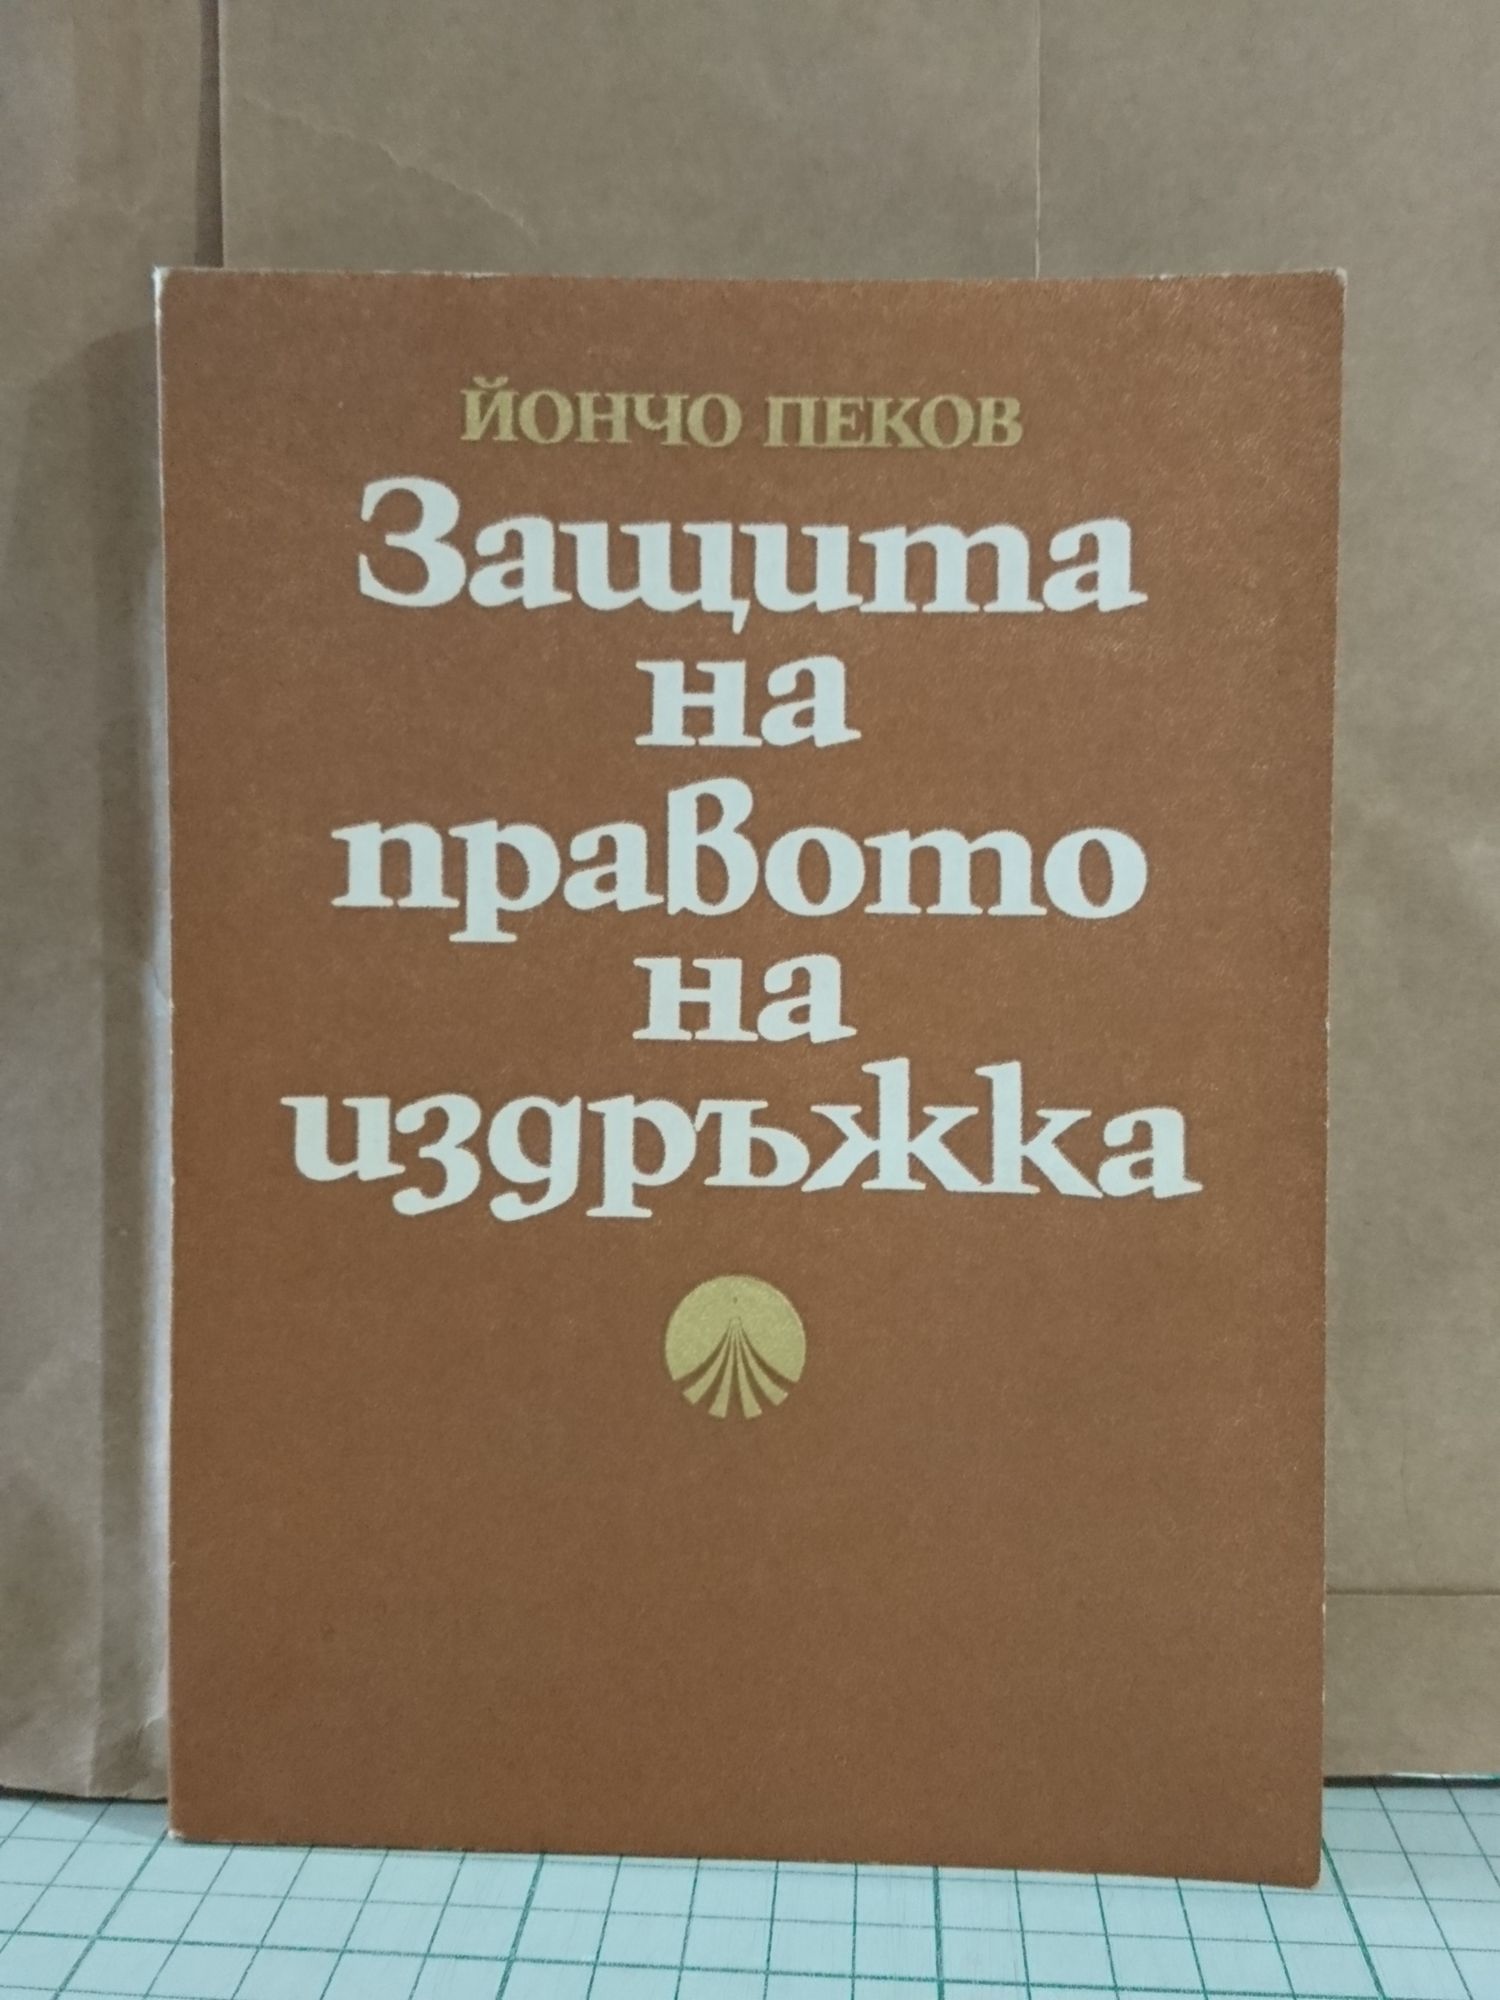 ЙОНЧО ПЕКОВ
Защита
на
правото
на
издръжка